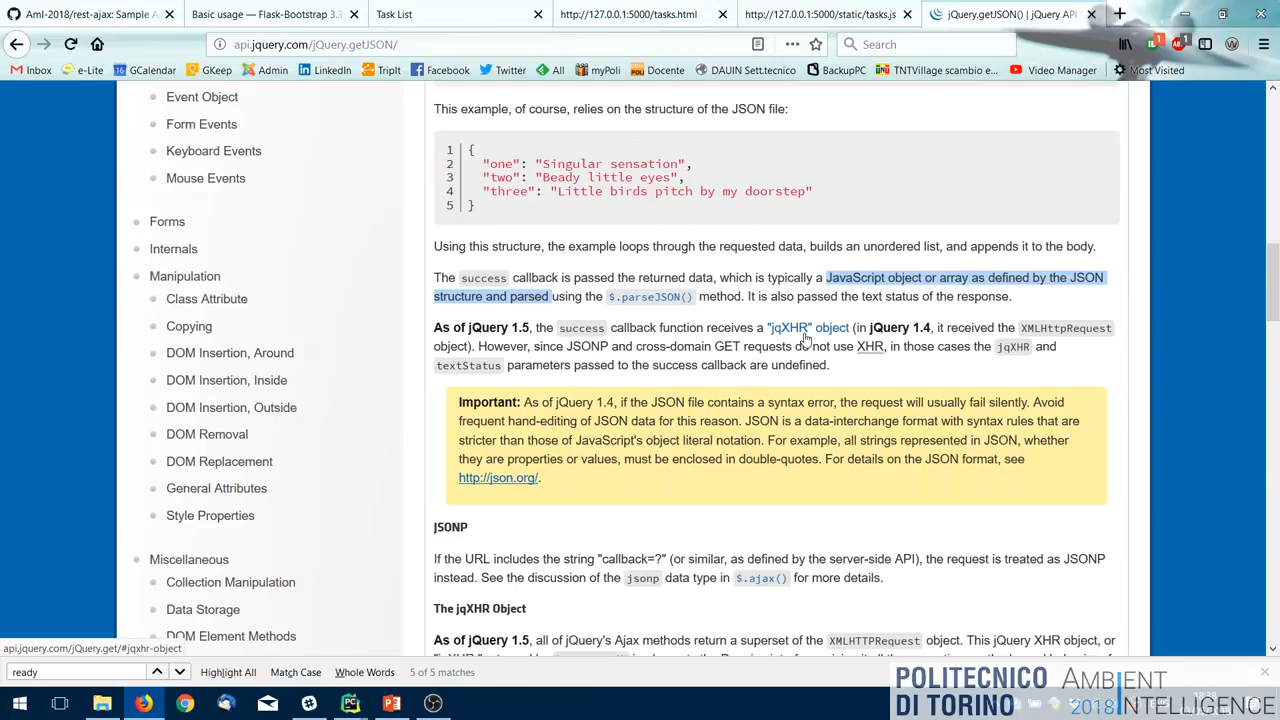 AmI-2018/rest-ajax: Sample A
Basic usage — Flask-Bootstrap 3.3
Task List
http://127.0.0.1:5000/tasks.html
http://127.0.0.1:5000/static/tasks.js
jQuery.getJSON() | jQuery API
api.jquery.com/jQuery.getJSON/
Search
Inbox
e-Lite
GCalendar
GKeep
Admin
LinkedIn
TripIt
Facebook
Twitter
AII
myPoli
Docente
DAUIN Sett.tecnico
BackupPC
TNTVillage scambio e...
Video Manager
Most Visited
Event Object
Form Events
Keyboard Events
Mouse Events
Forms
Internals
Manipulation
Class Attribute
Copying
DOM Insertion, Around
DOM Insertion, Inside
DOM Insertion, Outside
DOM Removal
DOM Replacement
General Attributes
Style Properties
Miscellaneous
Collection Manipulation
Data Storage
DOM Element Methods
This example, of course, relies on the structure of the JSON file:
1 {
2 "one": "Singular sensation",
3 "two": "Beady little eyes",
4 "three": "Little birds pitch by my doorstep"
5 }
Using this structure, the example loops through the requested data, builds an unordered list, and appends it to the body.
The success callback is passed the returned data, which is typically a JavaScript object or array as defined by the JSON
structure and parsed using the $.parseJSON() method. It is also passed the text status of the response.
As of jQuery 1.5, the success callback function receives a "jqXHR" object (in jQuery 1.4, it received the XMLHttpRequest
object). However, since JSONP and cross-domain GET requests do not use XHR, in those cases the jqXHR and
textStatus parameters passed to the success callback are undefined.
Important: As of jQuery 1.4, if the JSON file contains a syntax error, the request will usually fail silently. Avoid
frequent hand-editing of JSON data for this reason. JSON is a data-interchange format with syntax rules that are
stricter than those of JavaScript's object literal notation. For example, all strings represented in JSON, whether
they are properties or values, must be enclosed in double-quotes. For details on the JSON format, see
http://json.org/.
JSONP
If the URL includes the string "callback=?" (or similar, as defined by the server-side API), the request is treated as JSONP
instead. See the discussion of the jsonp data type in $.ajax() for more details.
The jqXHR Object
As of jQuery 1.5, all of jQuery's Ajax methods return a superset of the XMLHTTPRequest object. This jQuery XHR object, or
api.jquery.com/jQuery.get/#jqxhr-object
ready
Highlight All
Match Case
Whole Words
5 of 5 matches
POLITECNICO
DI TORINO
AMBIENT
2018 INTELLIGENCE